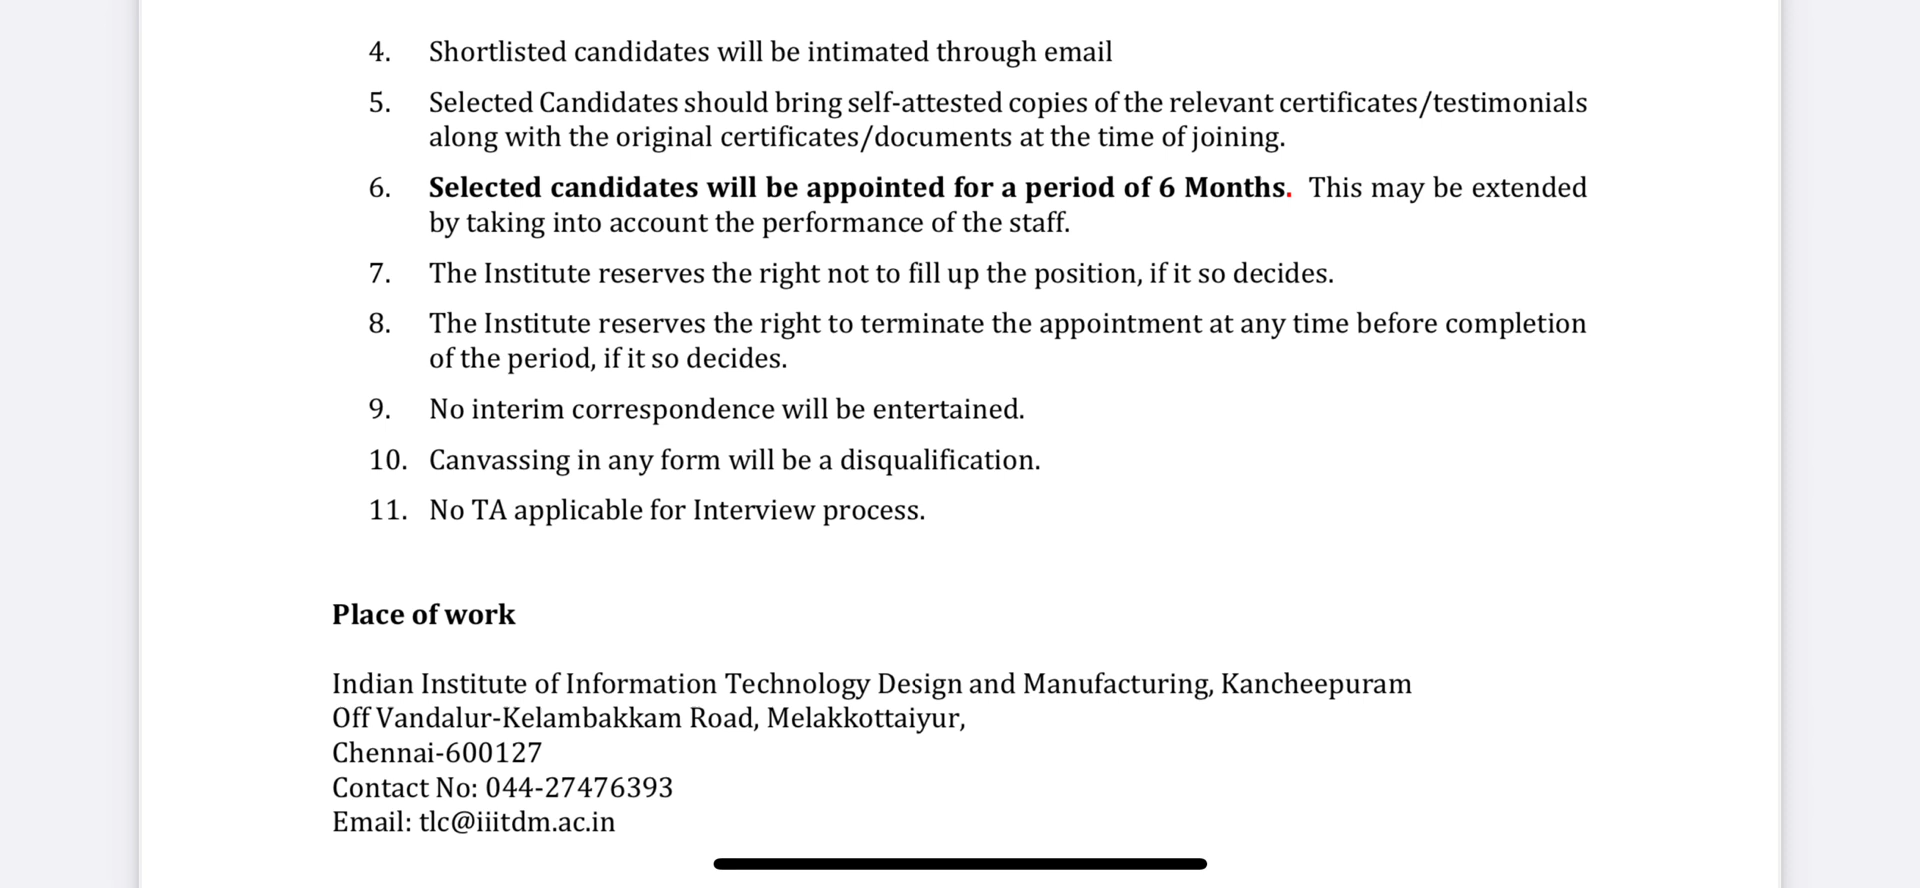 4. Shortlisted candidates will be intimated through email
5. Selected Candidates should bring self-attested copies of the relevant certificates/testimonials
along with the original certificates/documents at the time of joining.
6. Selected candidates will be appointed for a period of 6 Months. This may be extended
by taking into account the performance of the staff.
7. The Institute reserves the right not to fill up the position, if it so decides.
8. The Institute reserves the right to terminate the appointment at any time before completion
of the period, if it so decides.
9. No interim correspondence will be entertained.
10. Canvassing in any form will be a disqualification.
11. No TA applicable for Interview process.
Place of work
Indian Institute of Information Technology Design and Manufacturing, Kancheepuram
Off Vandalur-Kelambakkam Road, Melakkottaiyur,
Chennai-600127
Contact No: 044-27476393
Email: tlc@iiitdm.ac.in